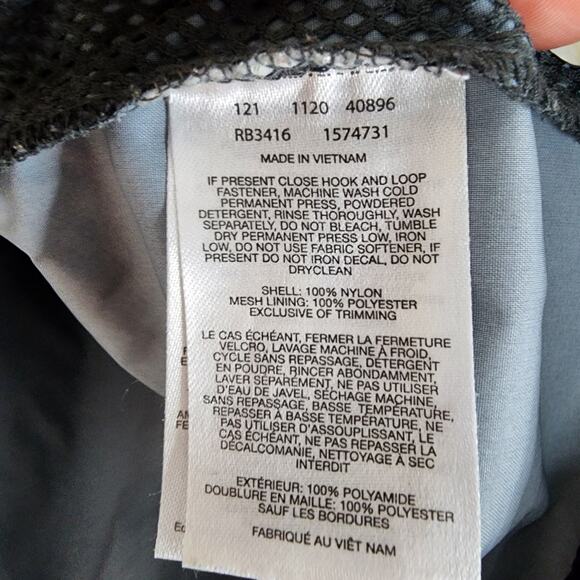 121 1120 40896
RB3416 1574731
MADE IN VIETNAM
IF PRESENT CLOSE HOOK AND LOOP
FASTENER, MACHINE WASH COLD
PERMANENT PRESS, POWDERED
DETERGENT, RINSE THOROUGHLY, WASH
SEPARATELY, DO NOT BLEACH, TUMBLE
DRY PERMANENT PRESS LOW, IRON
LOW, DO NOT USE FABRIC SOFTENER, IF
PRESENT DO NOT IRON DECAL, DO NOT
DRYCLEAN
SHELL: 100% NYLON
MESH LINING: 100% POLYESTER
EXCLUSIVE OF TRIMMING
LE CAS ÉCHÉANT, FERMER LA FERMETURE
VELCRO, LAVAGE MACHINE À FROID,
CYCLE SANS REPASSAGE, DETERGENT
EN POUDRE, RINCER ABONDAMMENT,
LAVER SÉPAREMENT, NE PAS UTILISER
D'EAU DE JAVEL, SÉCHAGE MACHINE,
SANS REPASSAGE, BASSE TEMPÉRATURE,
REPASSER À BASSE TEMPÉRATURE, NE
PAS UTILISER D'ASSOUPLISSANT, LE
CAS ÉCHÉANT, NE PAS REPASSER LA
DÉCALCOMANIE, NETTOYAGE À SEC
INTERDIT
EXTÉRIEUR: 100% POLYAMIDE
DOUBLURE EN MAILLE: 100% POLYESTER
SAUF LES BORDURES
FABRIQUÉ AU VIÊT NAM